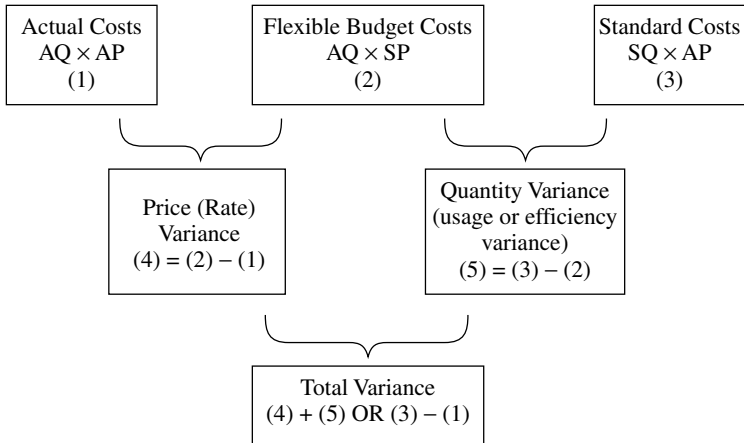 Actual Costs
AQ × AP
(1)
Flexible Budget Costs
AQ × SP
(2)
Standard Costs
SQ × AP
(3)
Price (Rate)
Variance
(4) = (2) – (1)
Quantity Variance
(usage or efficiency
variance)
(5) = (3) – (2)
Total Variance
(4) + (5) OR (3) – (1)